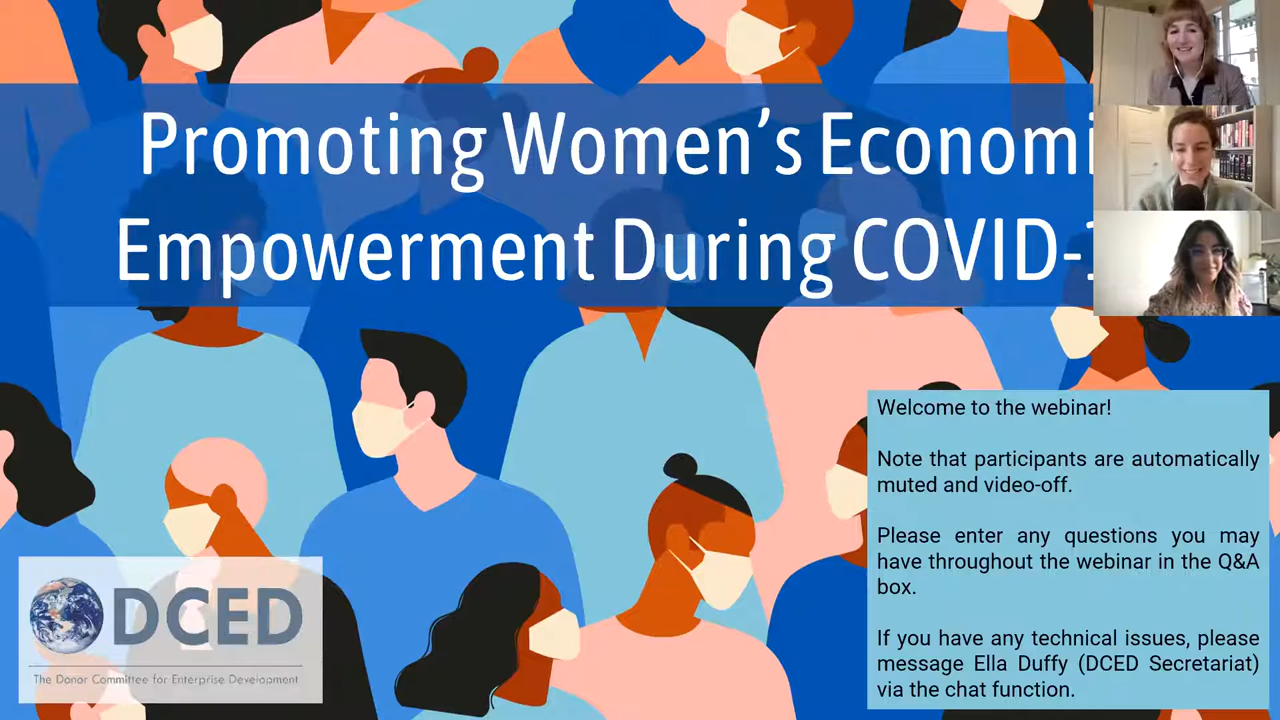 Promoting Women’s Economi
Empowerment During COVID-1
Welcome to the webinar!
Note that participants are automatically
muted and video-off.
Please enter any questions you may
have throughout the webinar in the Q&A
box.
If you have any technical issues, please
message Ella Duffy (DCED Secretariat)
via the chat function.
DCED
The Donor Committee for Enterprise Development